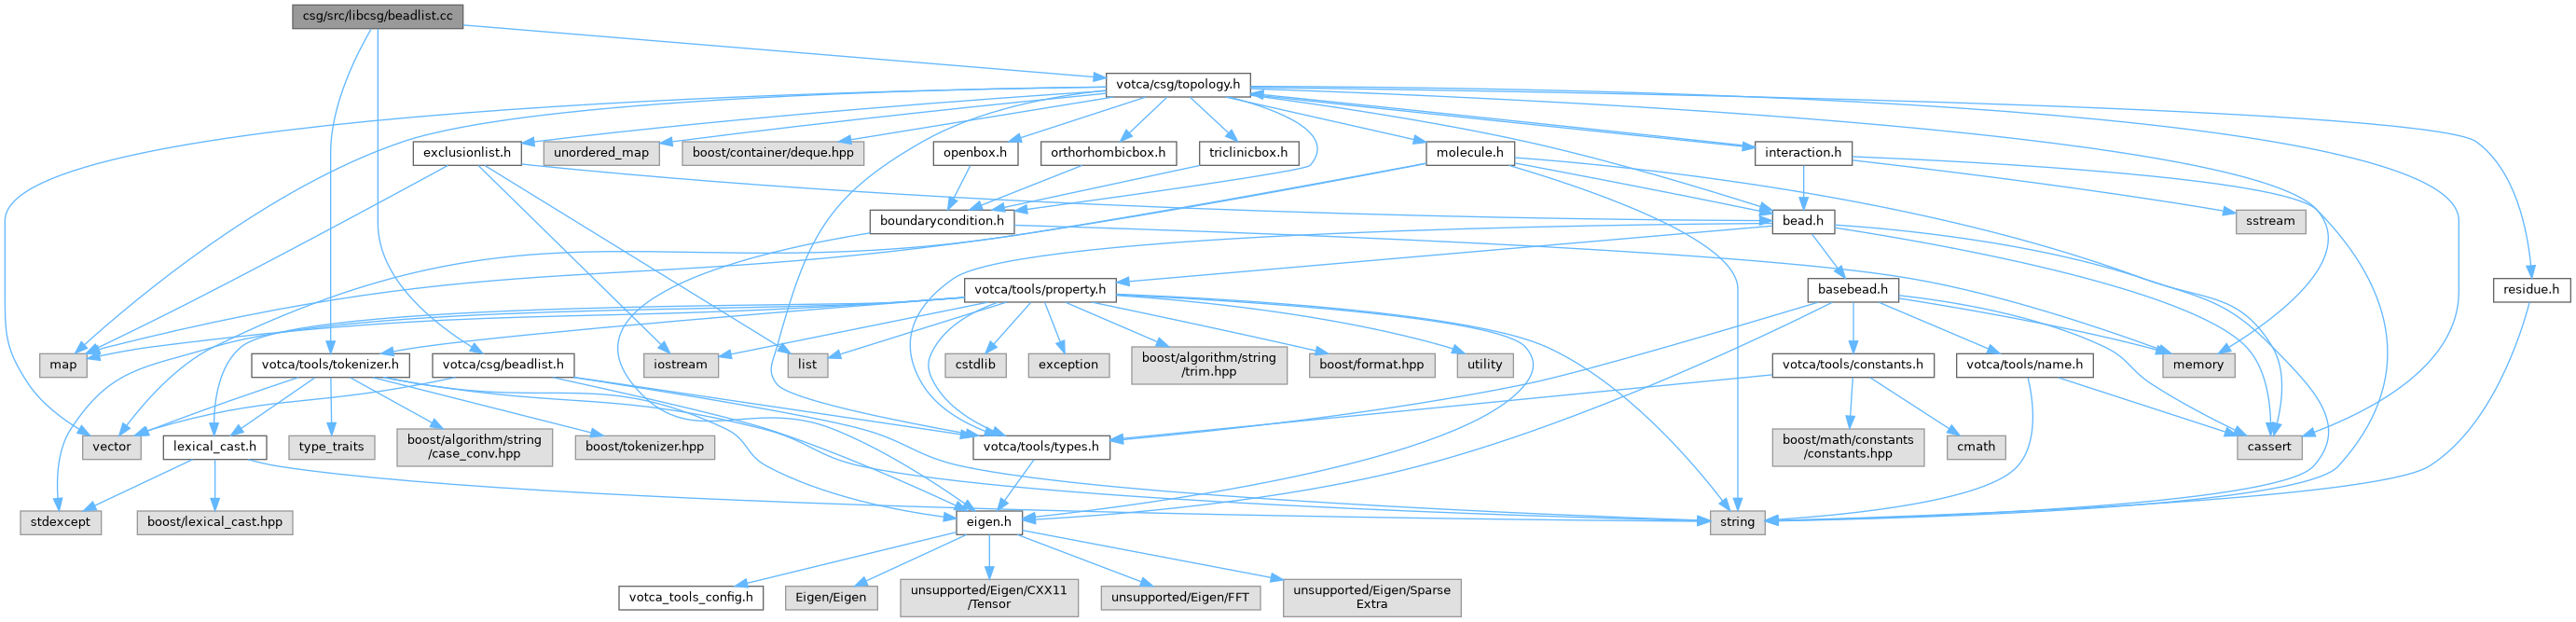 csg/src/libcsg/beadlist.cc
votca/csg/topology.h
exclusionlist.h
unordered_map
boost/container/deque.hpp
openbox.h
orthorhombicbox.h
triclinicbox.h
molecule.h
interaction.h
boundarycondition.h
bead.h
sstream
votca/tools/property.h
basebead.h
residue.h
map
votca/tools/tokenizer.h
votca/csg/beadlist.h
iostream
list
cstdlib
exception
boost/algorithm/string
/trim.hpp
boost/format.hpp
utility
votca/tools/constants.h
votca/tools/name.h
memory
vector
lexical_cast.h
type_traits
boost/algorithm/string
/case_conv.hpp
boost/tokenizer.hpp
votca/tools/types.h
boost/math/constants
/constants.hpp
cmath
cassert
stdexcept
boost/lexical_cast.hpp
eigen.h
string
votca_tools_config.h
Eigen/Eigen
unsupported/Eigen/CXX11
/Tensor
unsupported/Eigen/FFT
unsupported/Eigen/Sparse
Extra